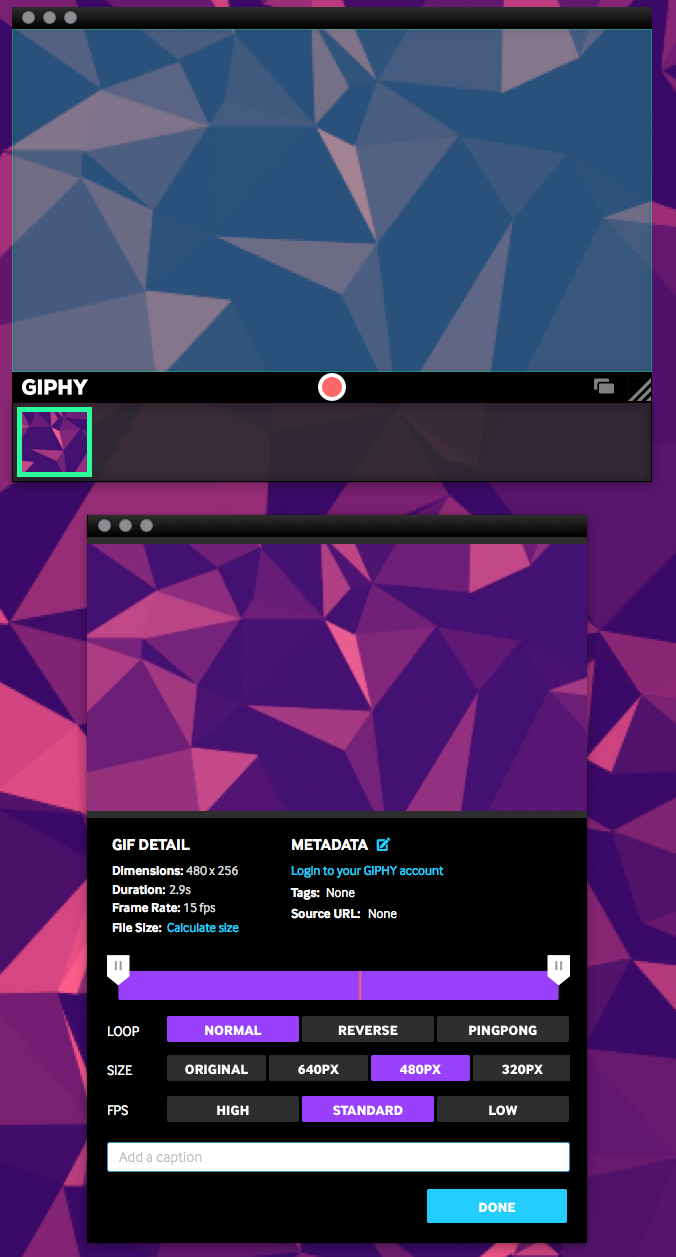 GIPHY
GIF DETAIL
Dimensions: 480 x 256
Duration: 2.9s
Frame Rate: 15 fps
File Size: Calculate size
METADATA
Login to your GIPHY account
Tags: None
Source URL: None
LOOP NORMAL REVERSE PINGPONG
SIZE ORIGINAL 640PX 480PX 320PX
FPS HIGH STANDARD LOW
Add a caption
DONE